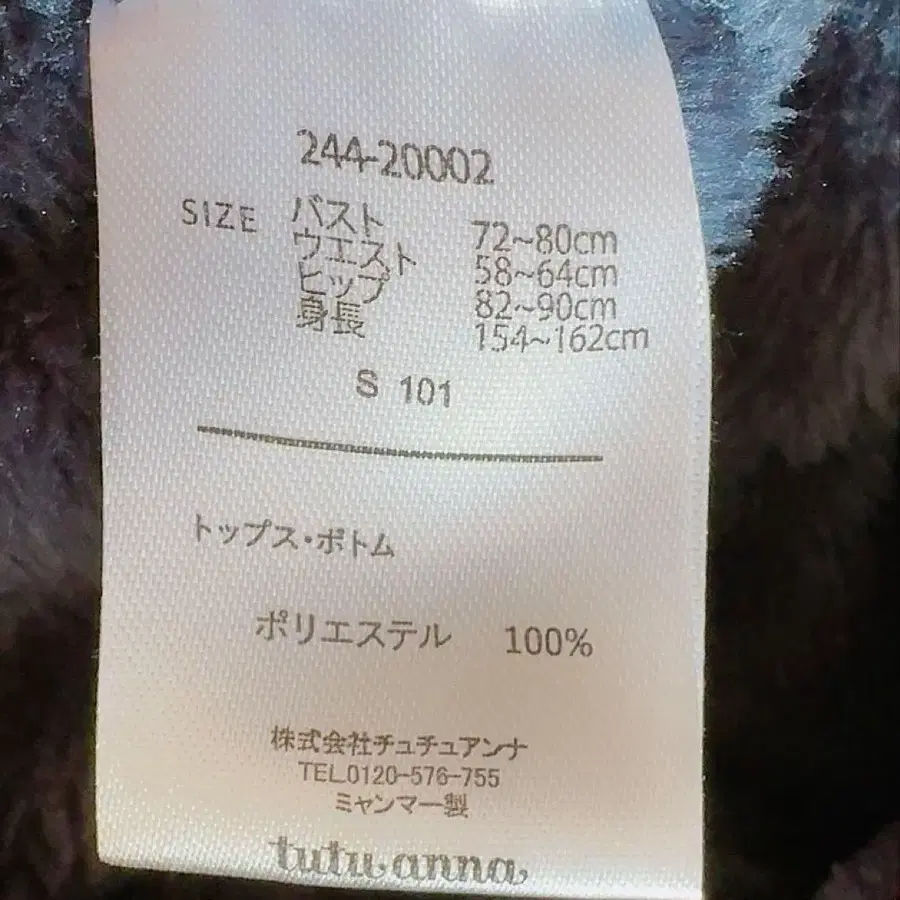 244-20002
SIZE バスト 72~80cm
ウエスト 58~64cm
ヒップ 82~90cm
身長 154~162cm
S 101
トップス・ボトム
ポリエステル 100%
株式会社チュチュアンナ
TEL.0120-576-755
ミャンマー製
tutu anna